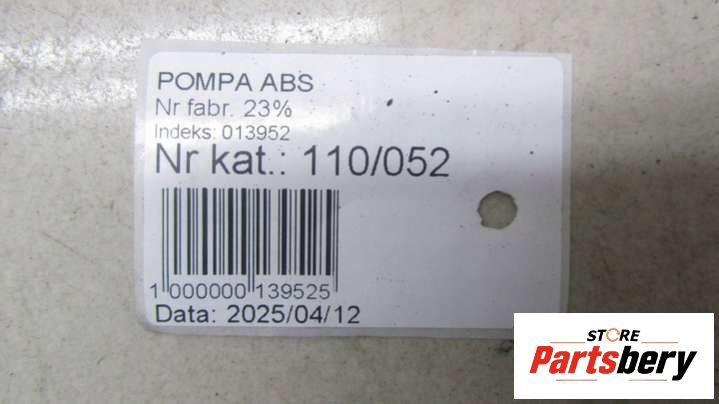 POMPA ABS
Nr fabr. 23%
Indeks: 013952
Nr kat.: 110/052
1 000000 139525
Data: 2025/04/12
STORE
Partsbery